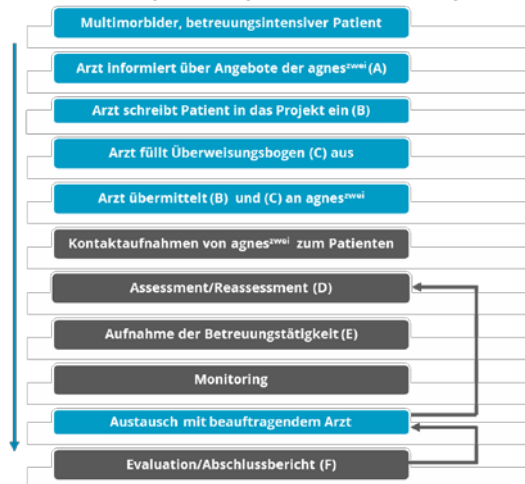 Multimorbider, betreuungsintensiver Patient
Arzt informiert über Angebote der agnesᶻʷᵉⁱ (A)
Arzt schreibt Patient in das Projekt ein (B)
Arzt füllt Überweisungsbogen (C) aus
Arzt übermittelt (B) und (C) an agnesᶻʷᵉⁱ
Kontaktaufnahmen von agnesᶻʷᵉⁱ zum Patienten
Assessment/Reassessment (D)
Aufnahme der Betreuungstätigkeit (E)
Monitoring
Austausch mit beauftragendem Arzt
Evaluation/Abschlussbericht (F)